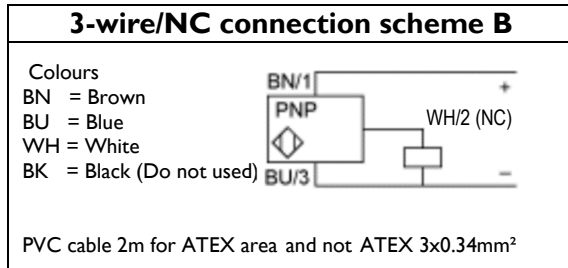 3-wire/NC connection scheme B
Colours
BN = Brown
BU = Blue
WH = White
BK = Black (Do not used)
BN/1
PNP
BU/3
+
WH/2 (NC)
–
PVC cable 2m for ATEX area and not ATEX 3x0.34mm²